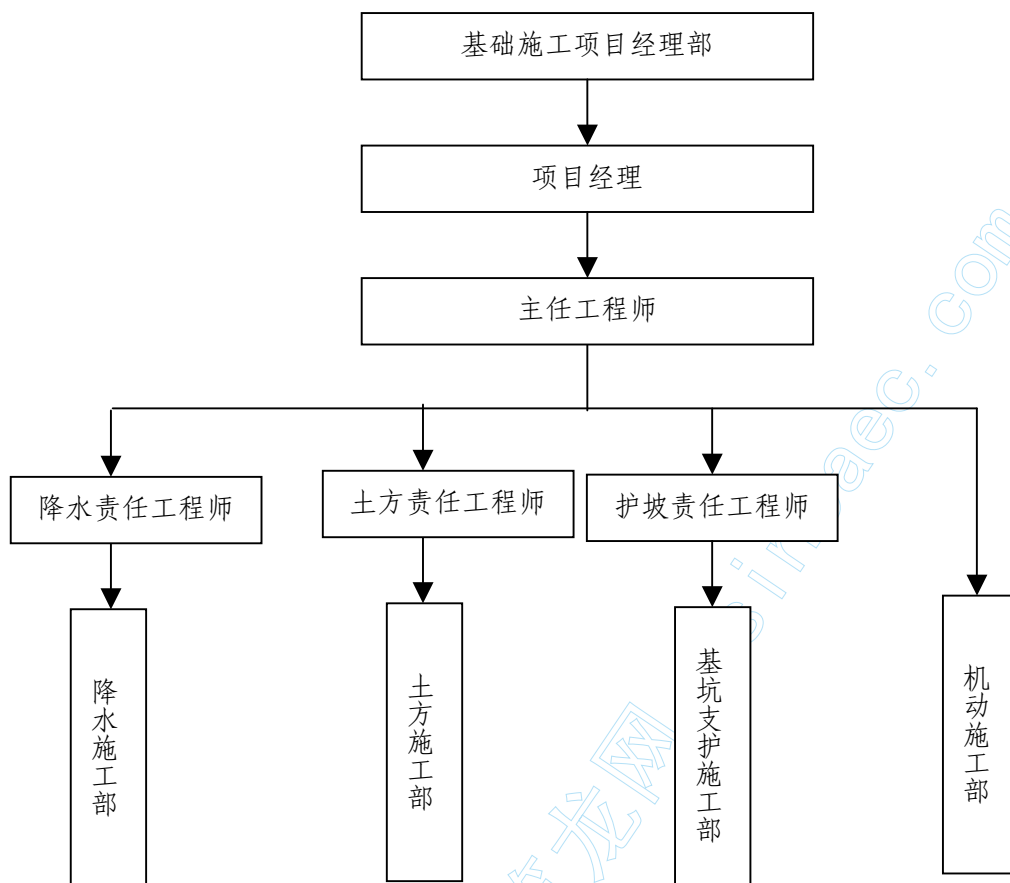 基础施工项目经理部
项目经理
主任工程师
降水责任工程师
土方责任工程师
护坡责任工程师
降水施工部
土方施工部
基坑支护施工部
机动施工部
龙网